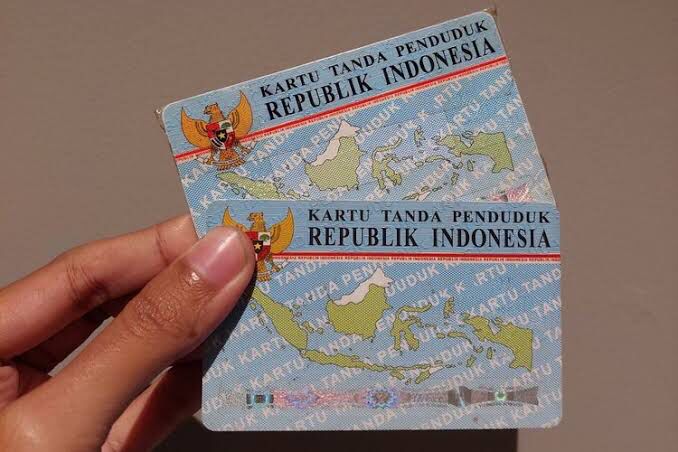 KARTU TANDA PENDUDUK
REPUBLIK INDONESIA
KARTU TANDA PENDUDUK
REPUBLIK INDONESIA